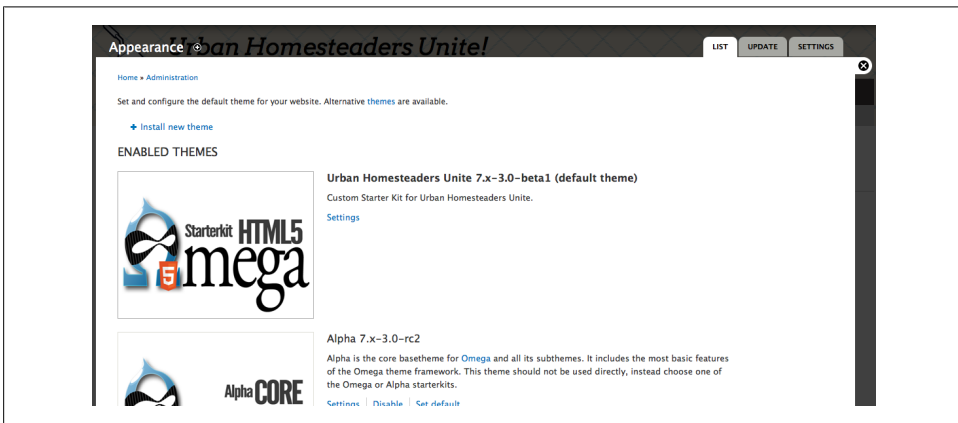 Urban Homesteaders Unite!
Appearance
LIST UPDATE SETTINGS
Home » Administration
Set and configure the default theme for your website. Alternative themes are available.
+ Install new theme
ENABLED THEMES
Urban Homesteaders Unite 7.x-3.0-beta1 (default theme)
Custom Starter Kit for Urban Homesteaders Unite.
Settings
Starterkit HTML5
5 mega
Alpha 7.x-3.0-rc2
Alpha is the core basetheme for Omega and all its subthemes. It includes the most basic features
of the Omega theme framework. This theme should not be used directly, instead choose one of
the Omega or Alpha starterkits.
Alpha CORE
Settings Disable Set default